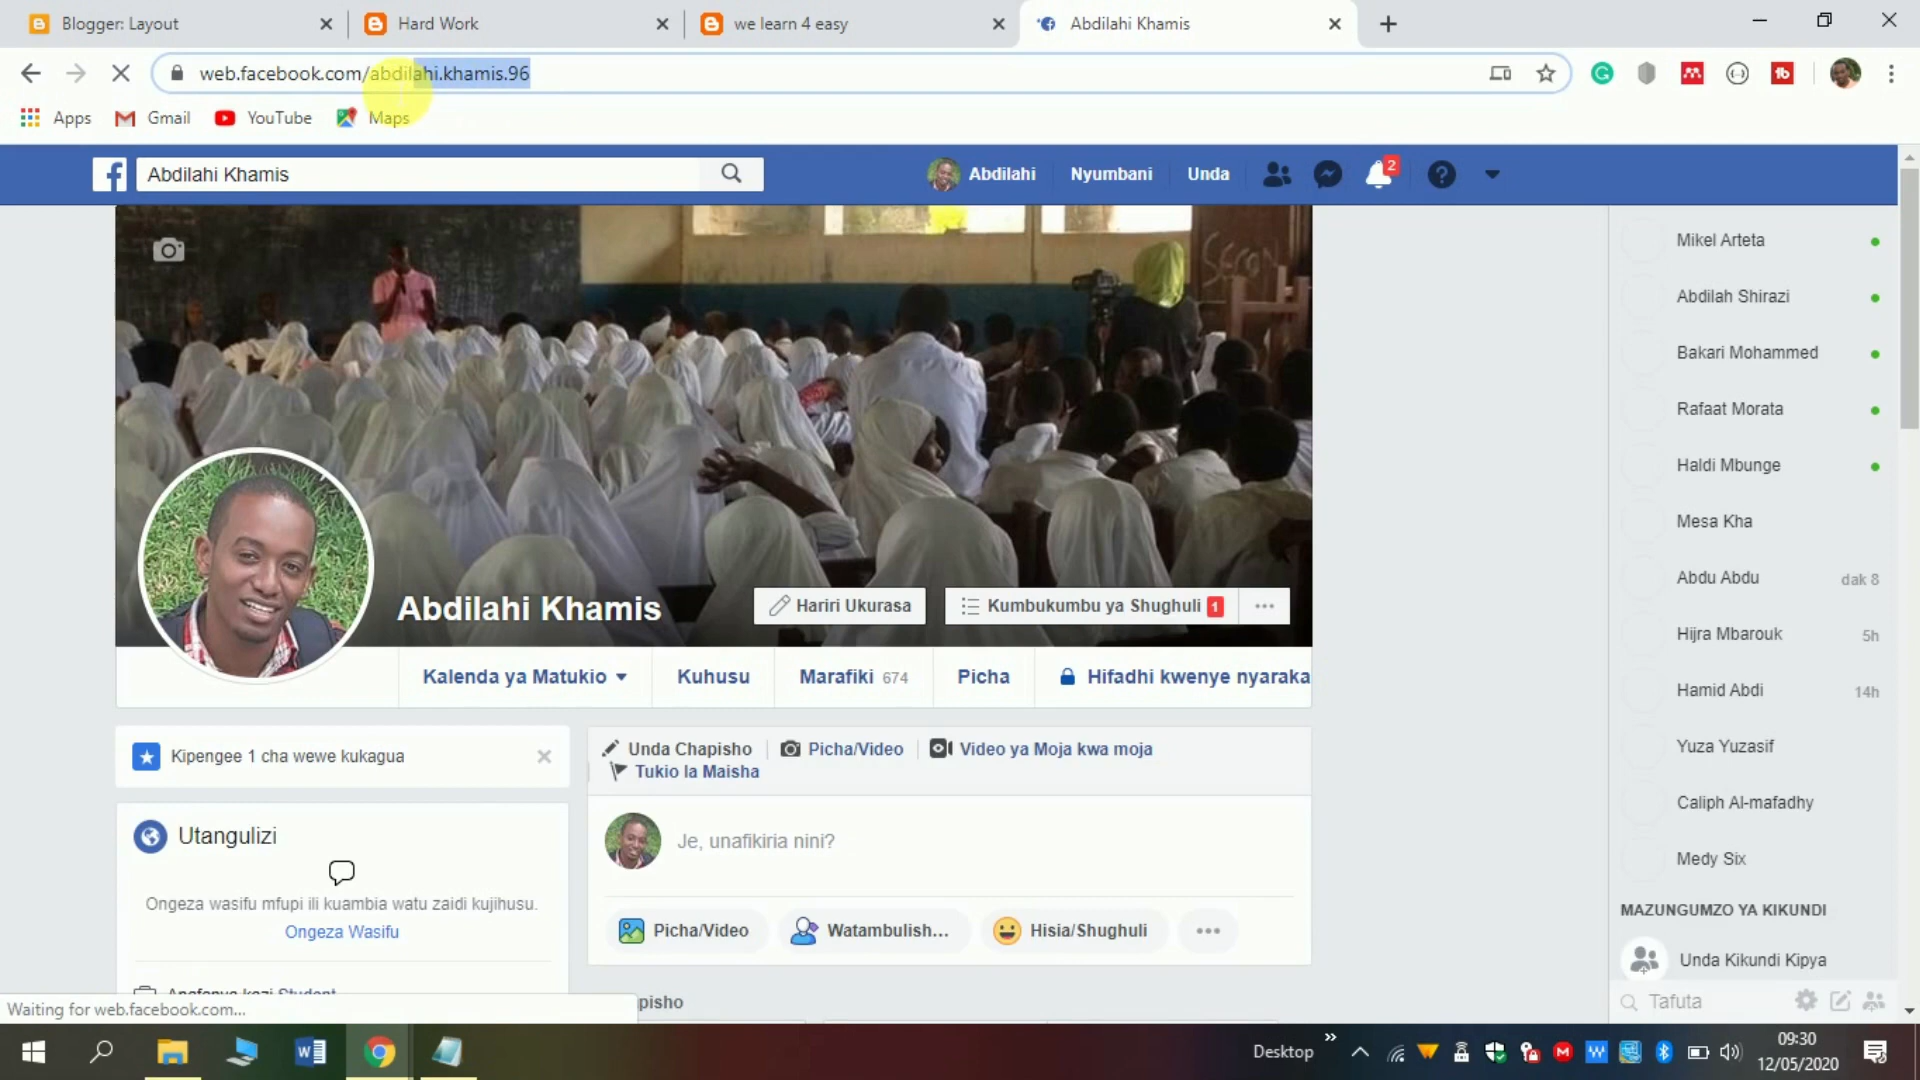 Blogger: Layout
Hard Work
we learn 4 easy
Abdilahi Khamis
web.facebook.com/abdilahi.khamis.96
Apps
Gmail
YouTube
Maps
Abdilahi Khamis
Abdilahi
Nyumbani
Unda
2
Abdilahi Khamis
Hariri Ukurasa
Kumbukumbu ya Shughuli 1
Kalenda ya Matukio
Kuhusu
Marafiki 674
Picha
Hifadhi kwenye nyaraka
Kipengee 1 cha wewe kukagua
Utangulizi
Ongeza wasifu mfupi ili kuambia watu zaidi kujihusu.
Ongeza Wasifu
Unda Chapisho
Picha/Video
Video ya Moja kwa moja
Tukio la Maisha
Je, unafikiria nini?
Picha/Video
Watambulish...
Hisia/Shughuli
pisho
Mikel Arteta
Abdilah Shirazi
Bakari Mohammed
Rafaat Morata
Haldi Mbunge
Mesa Kha
Abdu Abdu dak 8
Hijra Mbarouk 5h
Hamid Abdi 14h
Yuza Yuzasif
Caliph Al-mafadhy
Medy Six
MAZUNGUMZO YA KIKUNDI
Unda Kikundi Kipya
Tafuta
Waiting for web.facebook.com...
Desktop
09:30
12/05/2020